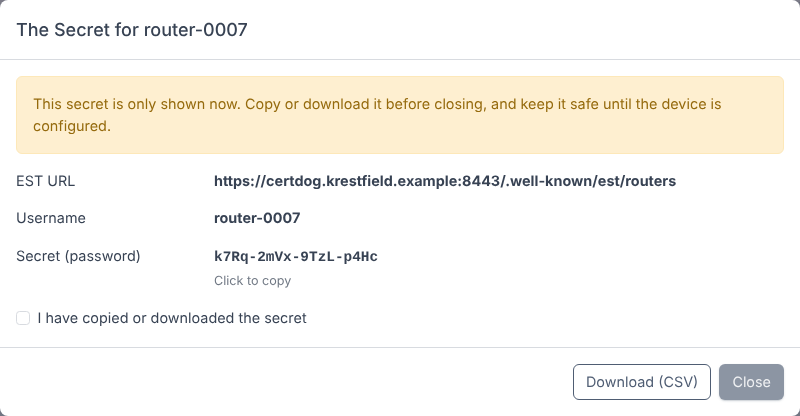 The Secret for router-0007
This secret is only shown now. Copy or download it before closing, and keep it safe until the device is
configured.
EST URL https://certdog.krestfield.example:8443/.well-known/est/routers
Username router-0007
Secret (password) k7Rq-2mVx-9TzL-p4Hc
Click to copy
I have copied or downloaded the secret
Download (CSV) Close